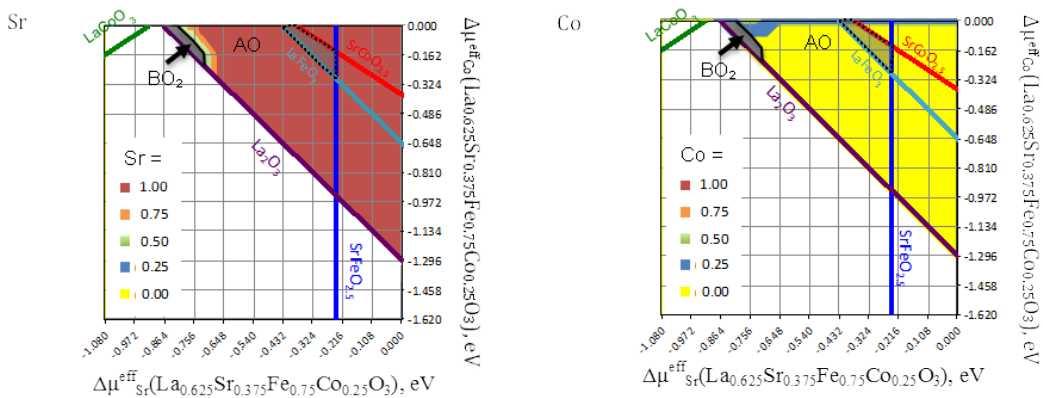 Sr
LaCoO3
AO
BO2
SrCoO2.5
LaFeO3
La2O3
SrFeO2.5
Sr =
1.00
0.75
0.50
0.25
0.00
0.000
-0.162
-0.324
-0.486
-0.648
-0.810
-0.972
-1.134
-1.296
-1.458
-1.620
-1.080
-0.972
-0.864
-0.756
-0.648
-0.540
-0.432
-0.324
-0.216
-0.108
0.000
Δμ^eff_Co(La0.625Sr0.375Fe0.75Co0.25O3), eV
Δμ^eff_Sr(La0.625Sr0.375Fe0.75Co0.25O3), eV
Co
LaCoO3
AO
BO2
SrCoO2.5
LaFeO3
La2O3
SrFeO2.5
Co =
1.00
0.75
0.50
0.25
0.00
0.000
-0.162
-0.324
-0.486
-0.648
-0.810
-0.972
-1.134
-1.296
-1.458
-1.620
-1.080
-0.972
-0.864
-0.756
-0.648
-0.540
-0.432
-0.324
-0.216
-0.108
0.000
Δμ^eff_Co(La0.625Sr0.375Fe0.75Co0.25O3), eV
Δμ^eff_Sr(La0.625Sr0.375Fe0.75Co0.25O3), eV